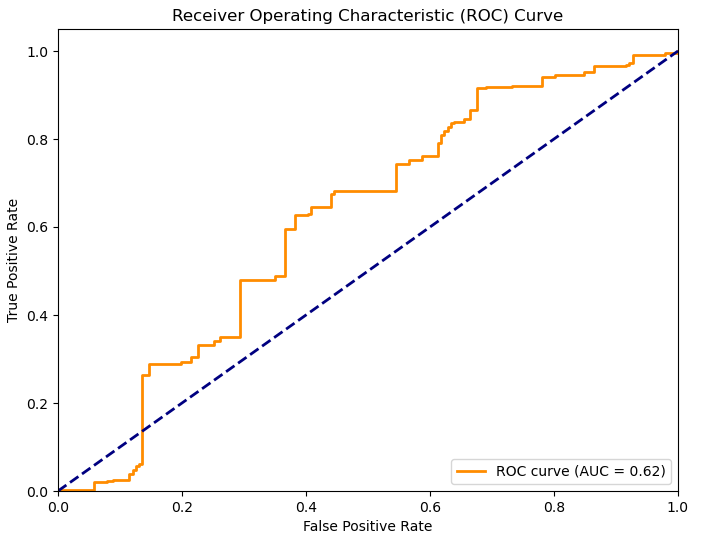 Receiver Operating Characteristic (ROC) Curve
1.0
0.8
0.6
0.4
0.2
0.0
True Positive Rate
ROC curve (AUC = 0.62)
0.0 0.2 0.4 0.6 0.8 1.0
False Positive Rate